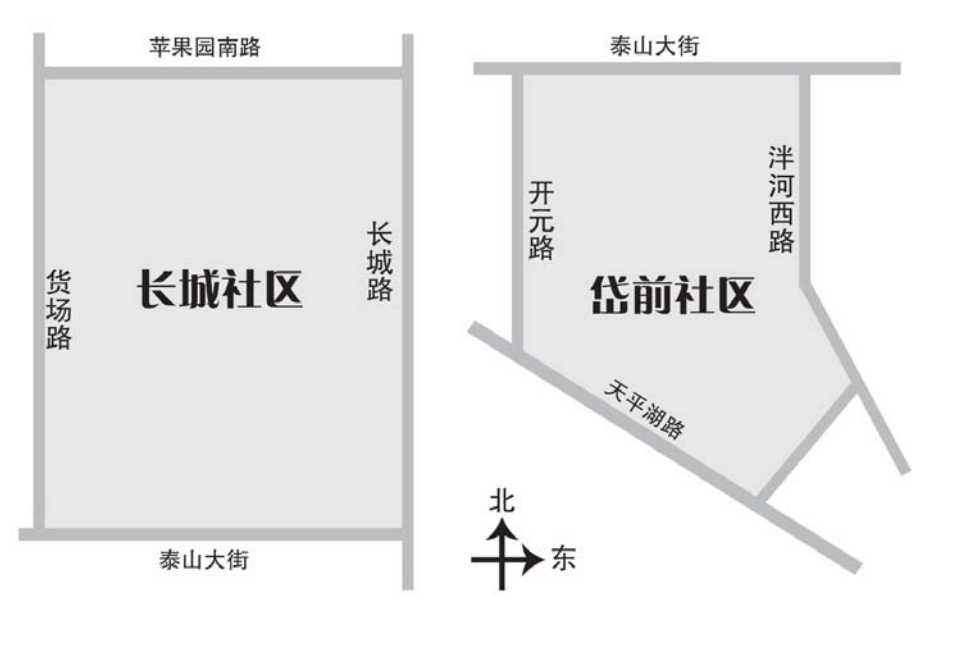 苹果园南路
货场路
长城社区
长城路
泰山大街
泰山大街
开元路
泮河西路
岱前社区
天平湖路
北
东